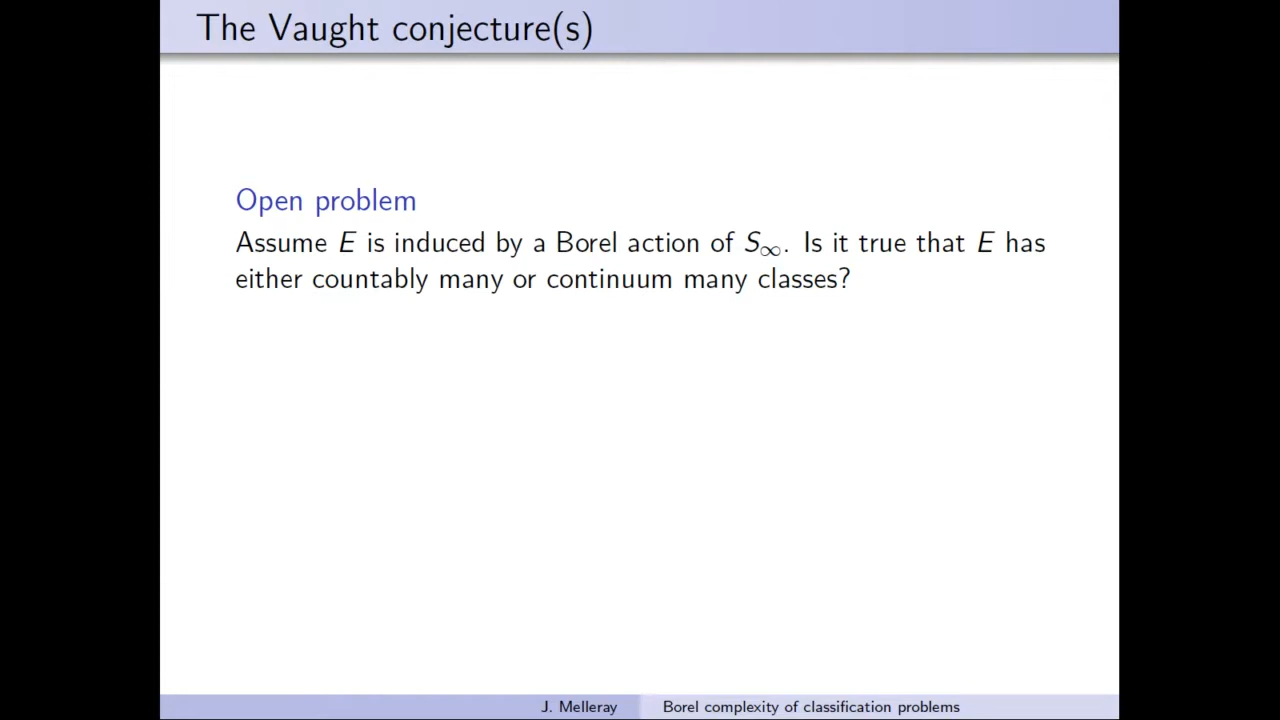 The Vaught conjecture(s)
Open problem
Assume E is induced by a Borel action of S∞. Is it true that E has
either countably many or continuum many classes?
J. Melleray Borel complexity of classification problems